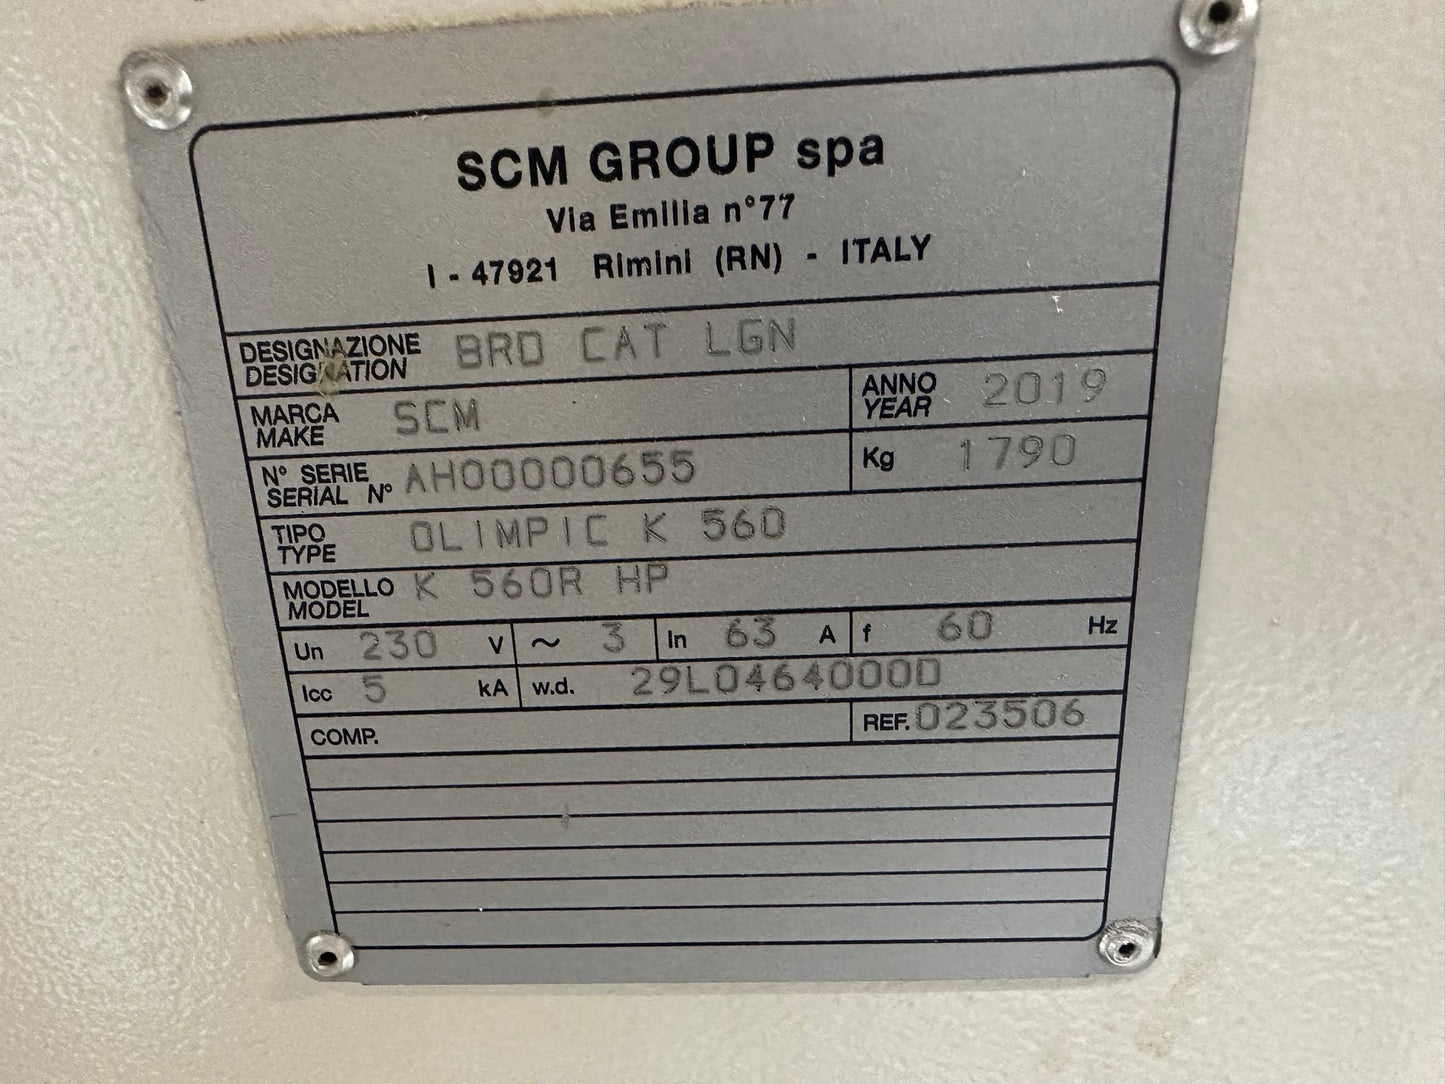 SCM GROUP spa
Via Emilia n°77
I - 47921 Rimini (RN) - ITALY
DESIGNAZIONE
DESIGNATION BRD CAT LGN
MARCA
MAKE SCM
ANNO
YEAR 2019
N° SERIE
SERIAL N° AH00000655
Kg 1790
TIPO
TYPE OLIMPIC K 560
MODELLO
MODEL K 560R HP
Un 230 V ~ 3 In 63 A f 60 Hz
Icc 5 kA w.d. 29L0464000D
COMP. REF. 023506